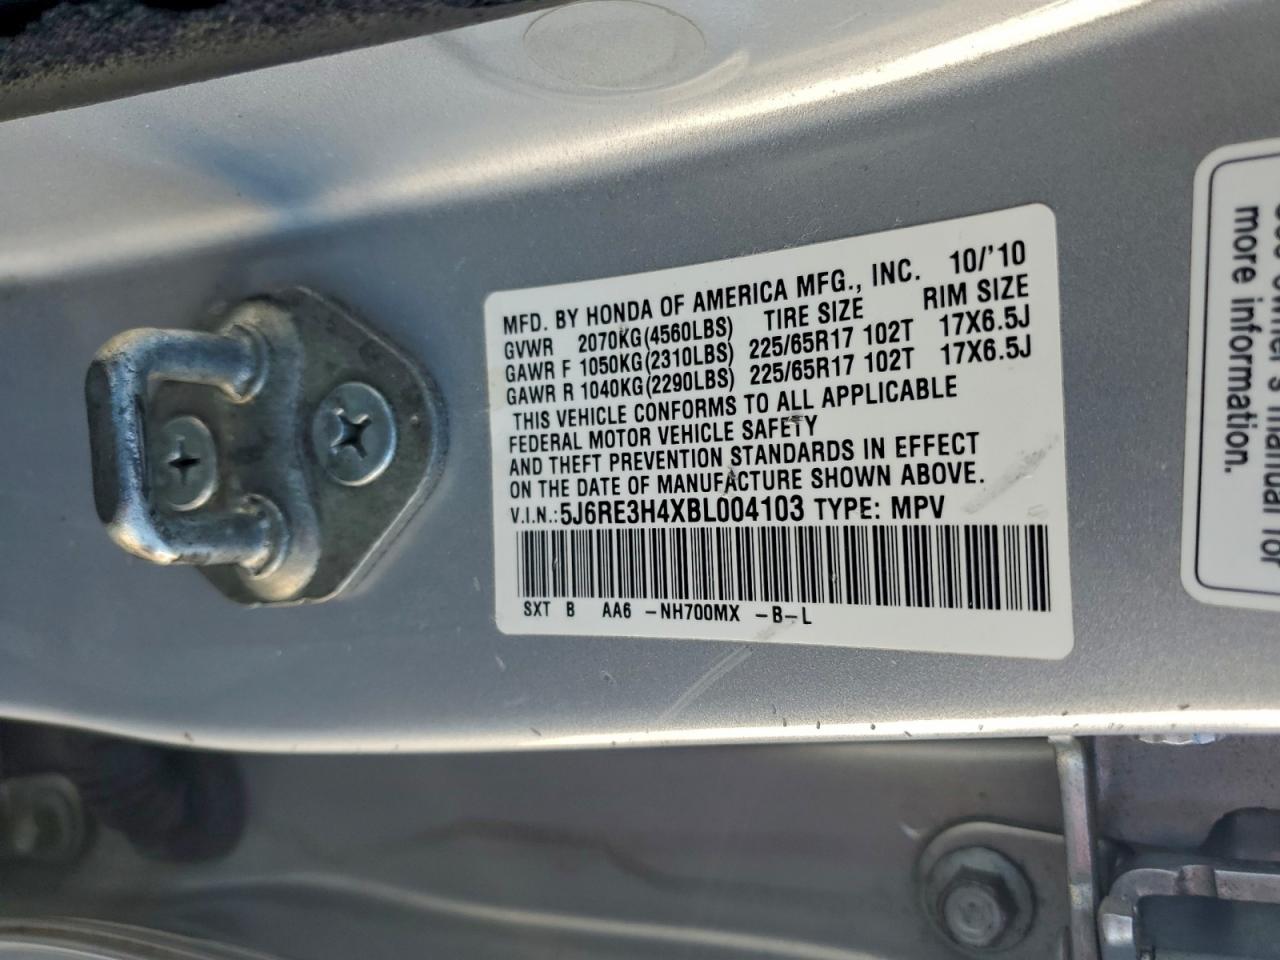 MFD. BY HONDA OF AMERICA MFG., INC. 10/'10
GVWR 2070KG(4560LBS) TIRE SIZE RIM SIZE
GAWR F 1050KG(2310LBS) 225/65R17 102T 17X6.5J
GAWR R 1040KG(2290LBS) 225/65R17 102T 17X6.5J
THIS VEHICLE CONFORMS TO ALL APPLICABLE
FEDERAL MOTOR VEHICLE SAFETY
AND THEFT PREVENTION STANDARDS IN EFFECT
ON THE DATE OF MANUFACTURE SHOWN ABOVE.
V.I.N.:5J6RE3H4XBL004103 TYPE: MPV
SXT B AA6 -NH700MX -B-L
owner's manual for
more information.